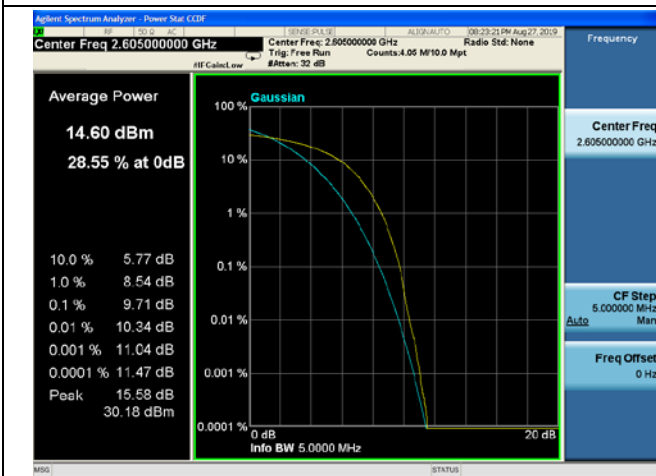 Agilent Spectrum Analyzer - Power Stat CCDF
RF 50 Ω AC SENSE:PULSE ALIGNAUTO 08:23:21 PM Aug 27, 2019
Center Freq 2.605000000 GHz
Center Freq: 2.605000000 GHz Radio Std: None
Trig: Free Run Counts:4.05 M/10.0 Mpt
#IFGain:Low #Atten: 32 dB
Frequency
Average Power
14.60 dBm
28.55 % at 0dB
10.0 % 5.77 dB
1.0 % 8.54 dB
0.1 % 9.71 dB
0.01 % 10.34 dB
0.001 % 11.04 dB
0.0001 % 11.47 dB
Peak 15.58 dB
30.18 dBm
Gaussian
100 %
10 %
1 %
0.1 %
0.01 %
0.001 %
0.0001 %
0 dB 20 dB
Info BW 5.0000 MHz
Center Freq
2.605000000 GHz
CF Step
5.000000 MHz
Auto Man
Freq Offset
0 Hz
MSG STATUS